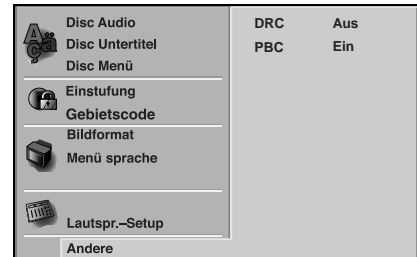 Disc Audio
Disc Untertitel
Disc Menü
Einstufung
Gebietscode
Bildformat
Menü sprache
Lautspr.–Setup
Andere
DRC Aus
PBC Ein